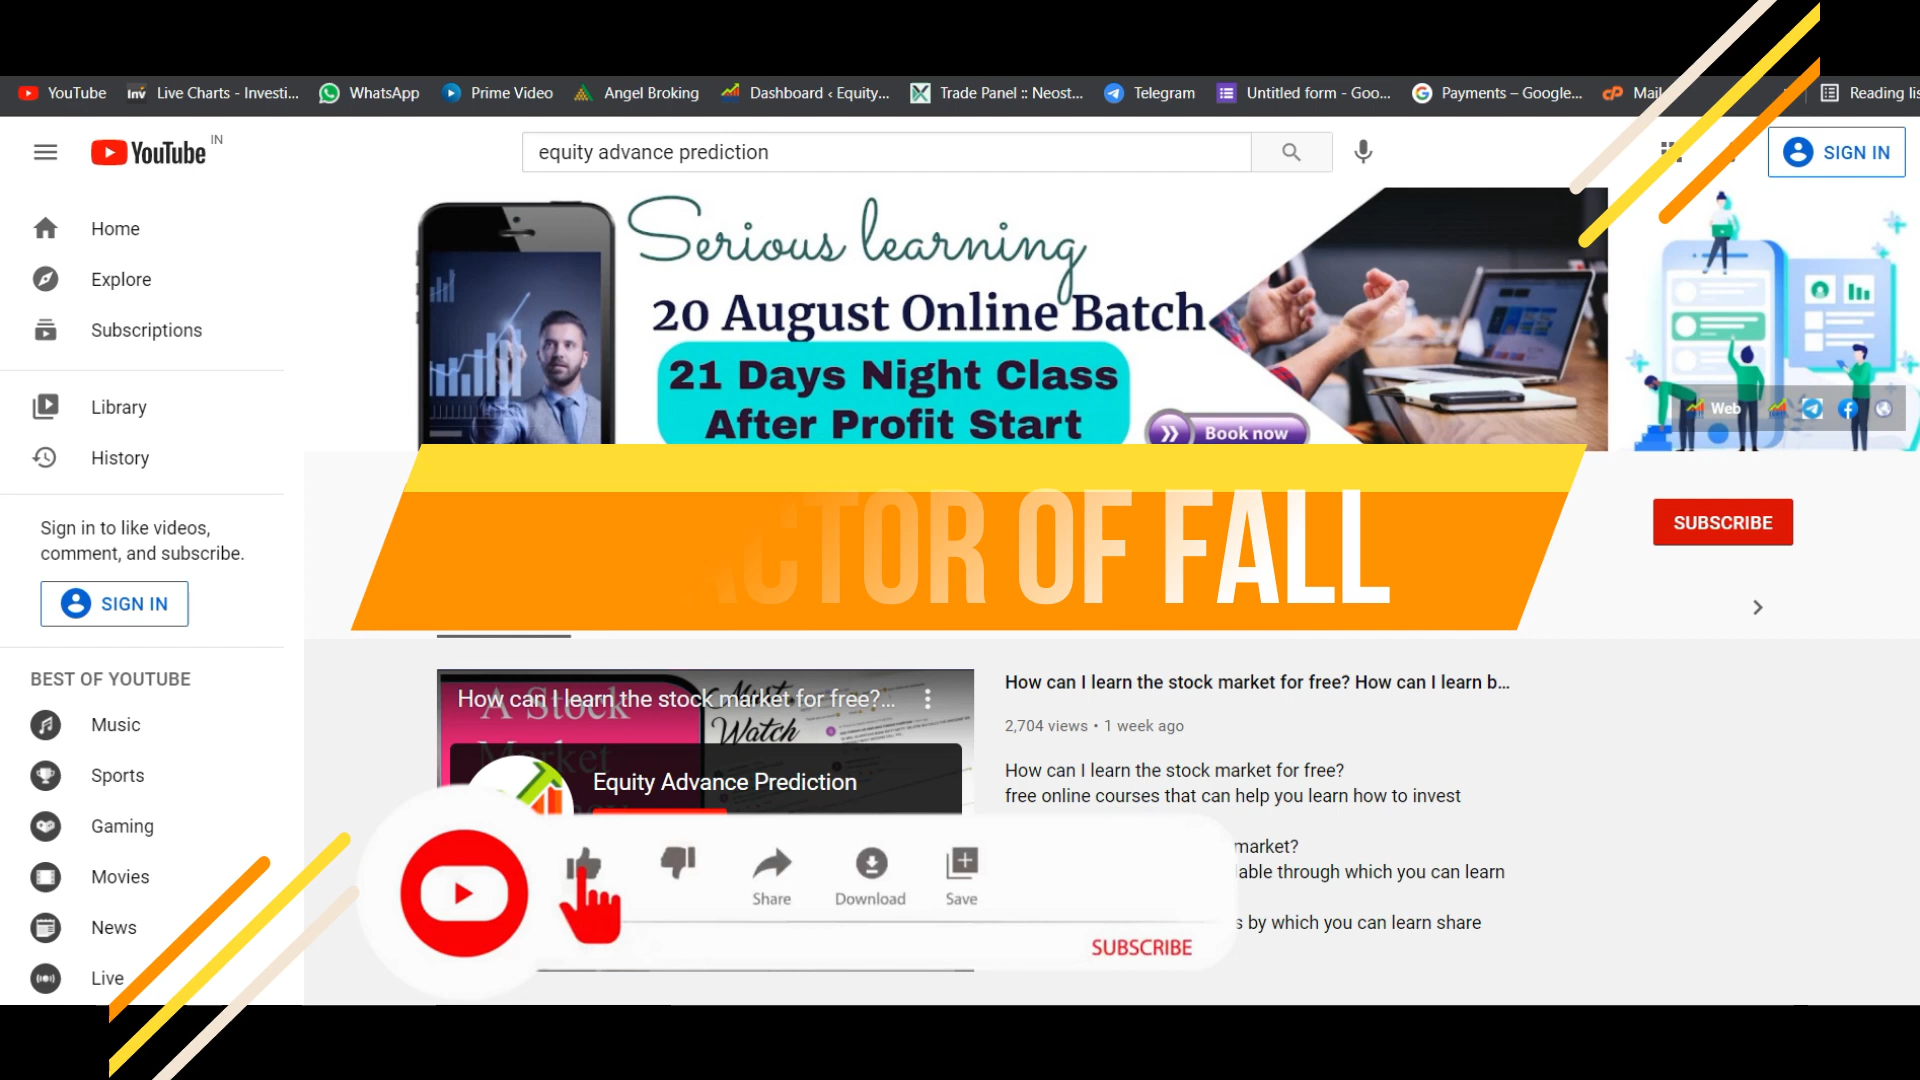 YouTube
Live Charts - Investi...
WhatsApp
Prime Video
Angel Broking
Dashboard ‹ Equity...
Trade Panel :: Neost...
Telegram
Untitled form - Goo...
Payments – Google...
Mail
Reading lis
YouTube IN
equity advance prediction
SIGN IN
Home
Explore
Subscriptions
Library
History
Sign in to like videos,
comment, and subscribe.
SIGN IN
BEST OF YOUTUBE
Music
Sports
Gaming
Movies
News
Live
Serious learning
20 August Online Batch
21 Days Night Class
After Profit Start
Book now
Web
ACTOR OF FALL
SUBSCRIBE
How can I learn the stock market for free?...
A Stock
Market
Must
Watch
Equity Advance Prediction
How can I learn the stock market for free? How can I learn b...
2,704 views • 1 week ago
How can I learn the stock market for free?
free online courses that can help you learn how to invest
market?
lable through which you can learn
s by which you can learn share
Share
Download
Save
SUBSCRIBE